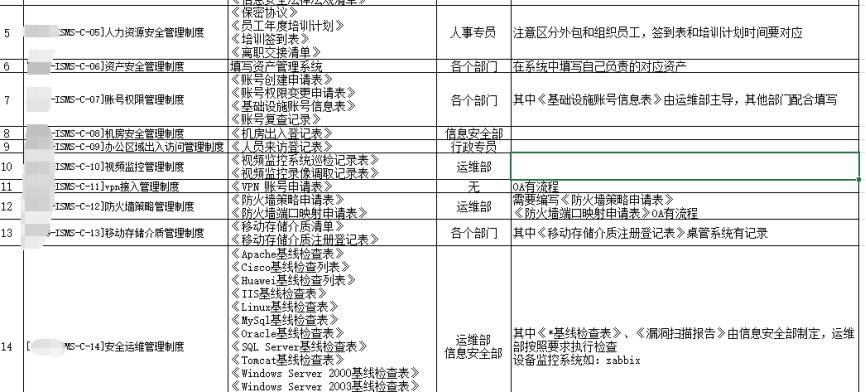 《保密协议》
《员工年度培训计划》
《培训签到表》
《离职交接清单》
5
ISMS-C-05]人力资源安全管理制度
人事专员
注意区分外包和组织员工，签到表和培训计划时间要对应
6
-ISMS-C-06]资产安全管理制度
填写资产管理系统
各个部门
在系统中填写自己负责的对应资产
7
-ISMS-C-07]账号权限管理制度
《账号创建申请表》
《账号权限变更申请表》
《基础设施账号信息表》
《账号复查记录》
各个部门
其中《基础设施账号信息表》由运维部主导，其他部门配合填写
8
-ISMS-C-08]机房安全管理制度
《机房出入登记表》
信息安全部
9
-ISMS-C-09]办公区域出入访问管理制度
《人员来访登记表》
行政专员
10
-ISMS-C-10]视频监控管理制度
《视频监控系统巡检记录表》
《视频监控录像调取记录表》
运维部
11
-ISMS-C-11]vpn接入管理制度
《VPN 账号申请表》
无
OA有流程
12
-ISMS-C-12]防火墙策略管理制度
《防火墙策略申请表》
《防火墙端口映射申请表》
运维部
需要编写《防火墙策略申请表》
《防火墙端口映射申请表》OA有流程
13
-ISMS-C-13]移动存储介质管理制度
《移动存储介质清单》
《移动存储介质注册登记表》
各个部门
其中《移动存储介质注册登记表》桌管系统有记录
14
[
MS-C-14]安全运维管理制度
《Apache基线检查表》
《Cisco基线检查列表》
《Huawei基线检查列表》
《IIS基线检查表》
《Linux基线检查表》
《MySql基线检查表》
《Oracle基线检查表》
《SQL Server基线检查表》
《Tomcat基线检查表》
《Windows Server 2000基线检查表》
《Windows Server 2003基线检查表》
运维部
信息安全部
其中《*基线检查表》、《漏洞扫描报告》由信息安全部制定，运维
部按照要求执行检查
设备监控系统如：zabbix